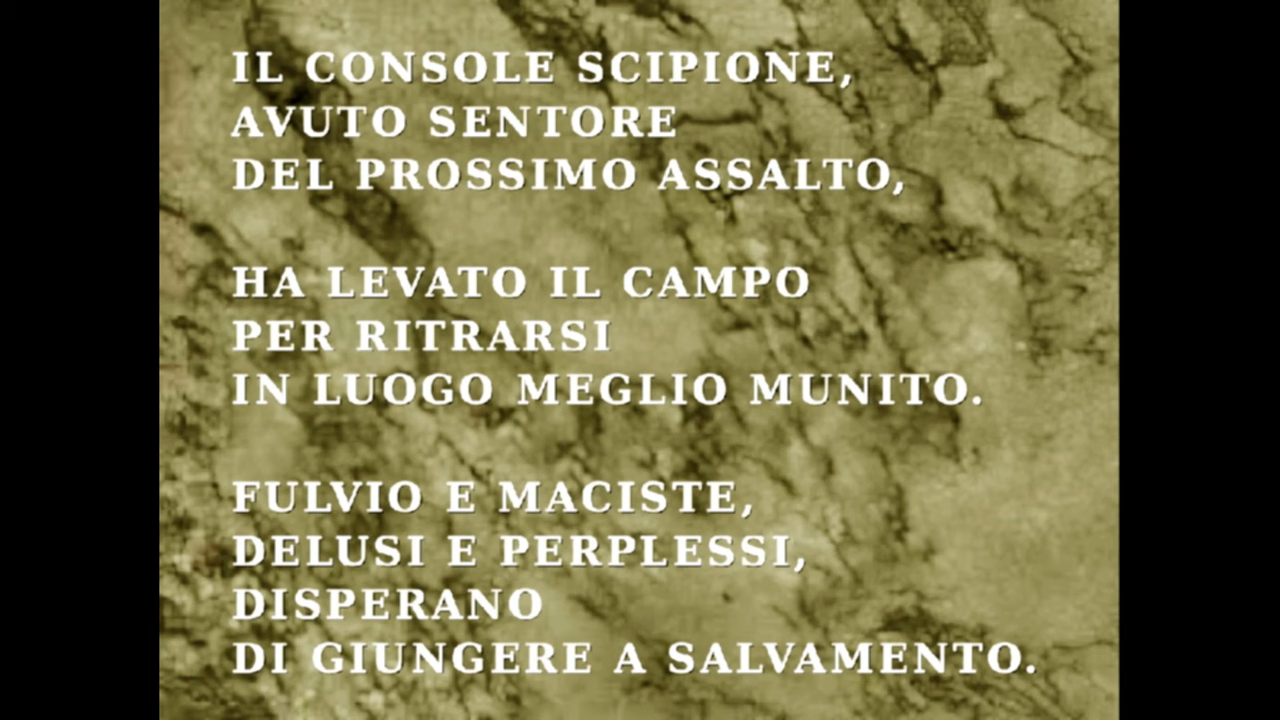 IL CONSOLE SCIPIONE,
AVUTO SENTORE
DEL PROSSIMO ASSALTO,
HA LEVATO IL CAMPO
PER RITRARSI
IN LUOGO MEGLIO MUNITO.
FULVIO E MACISTE,
DELUSI E PERPLESSI,
DISPERANO
DI GIUNGERE A SALVAMENTO.